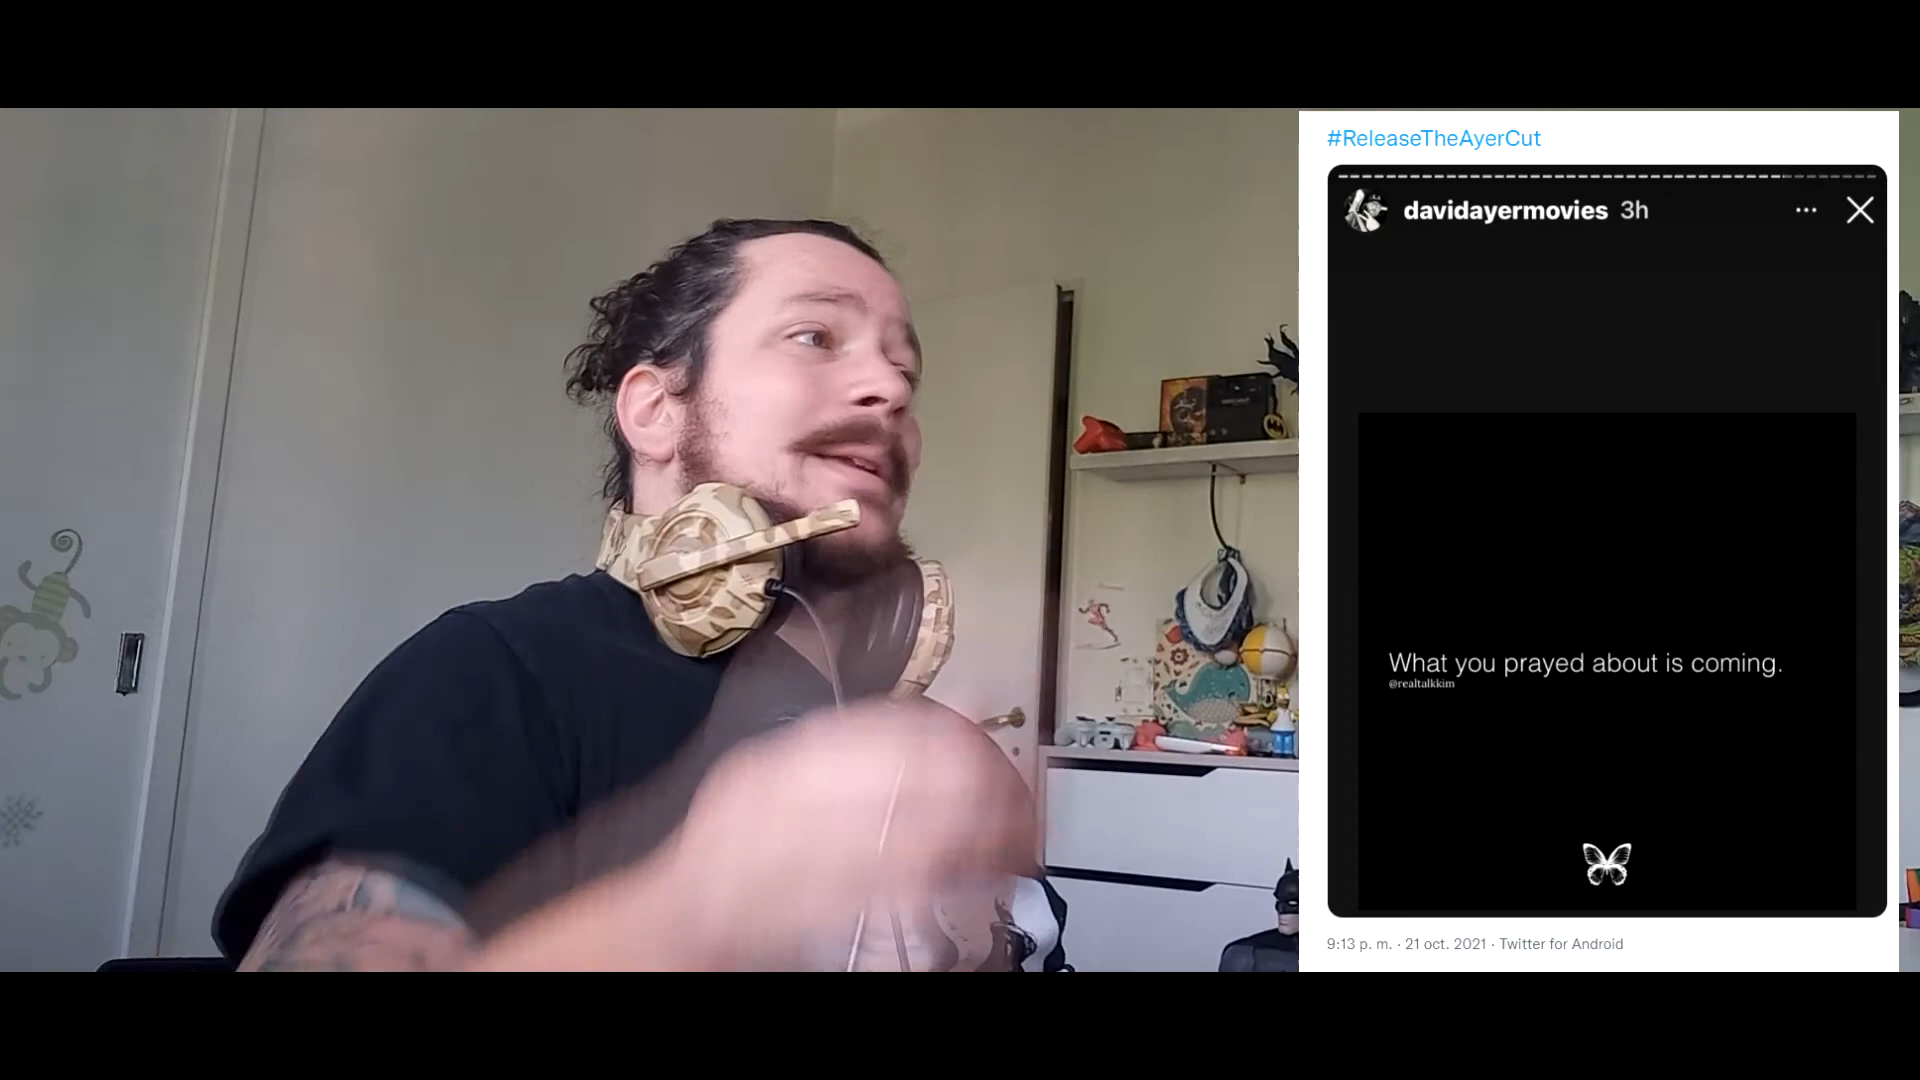 #ReleaseTheAyerCut
davidayermovies 3h
What you prayed about is coming.
@realtalkkim
9:13 p. m. · 21 oct. 2021 · Twitter for Android